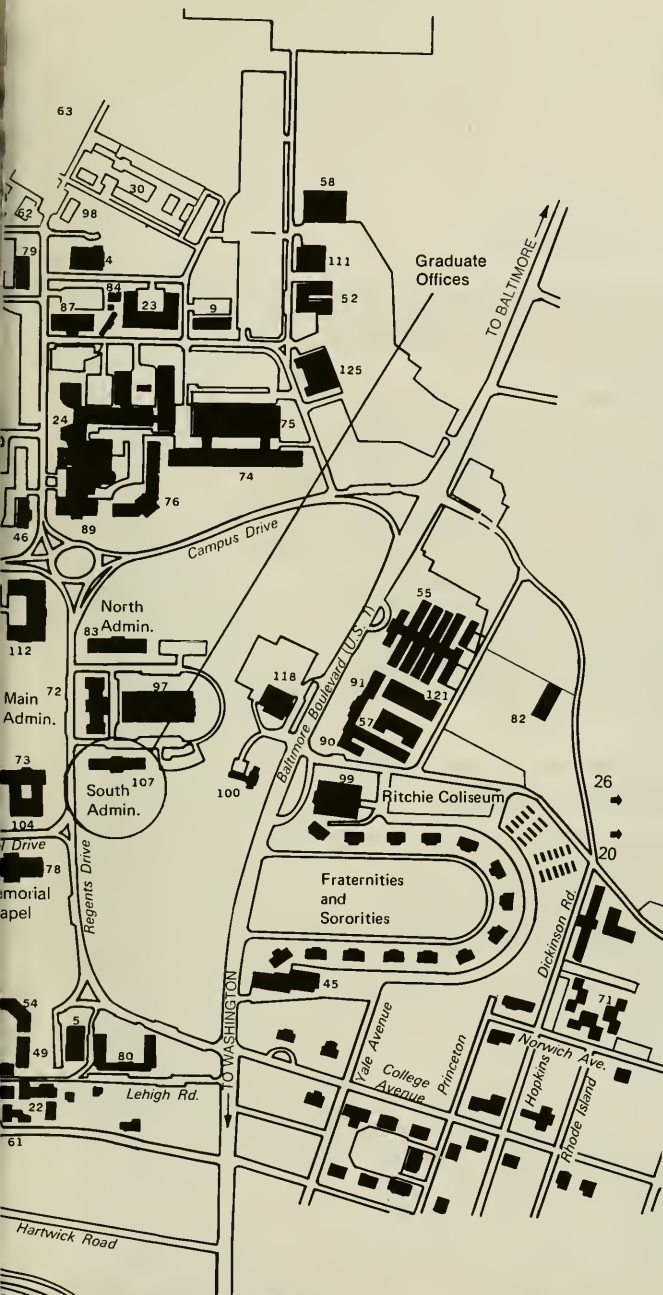 63
30
58
62
98
79
4
111
Graduate
Offices
TO BALTIMORE
84
87
23
9
52
125
24
75
74
76
46
89
Campus Drive
North
Admin.
83
112
55
Baltimore Boulevard (U.S. 1)
Main
Admin.
72
97
118
91
121
57
90
82
73
South
Admin.
107
100
99
Ritchie Coliseum
26
104
20
Drive
78
Regents Drive
Fraternities
and
Sororities
Dickinson Rd.
45
TO WASHINGTON
54
5
71
49
80
Yale Avenue
College
Avenue
Princeton
Norwich Ave.
Hopkins
Rhode Island
Lehigh Rd.
22
61
Hartwick Road